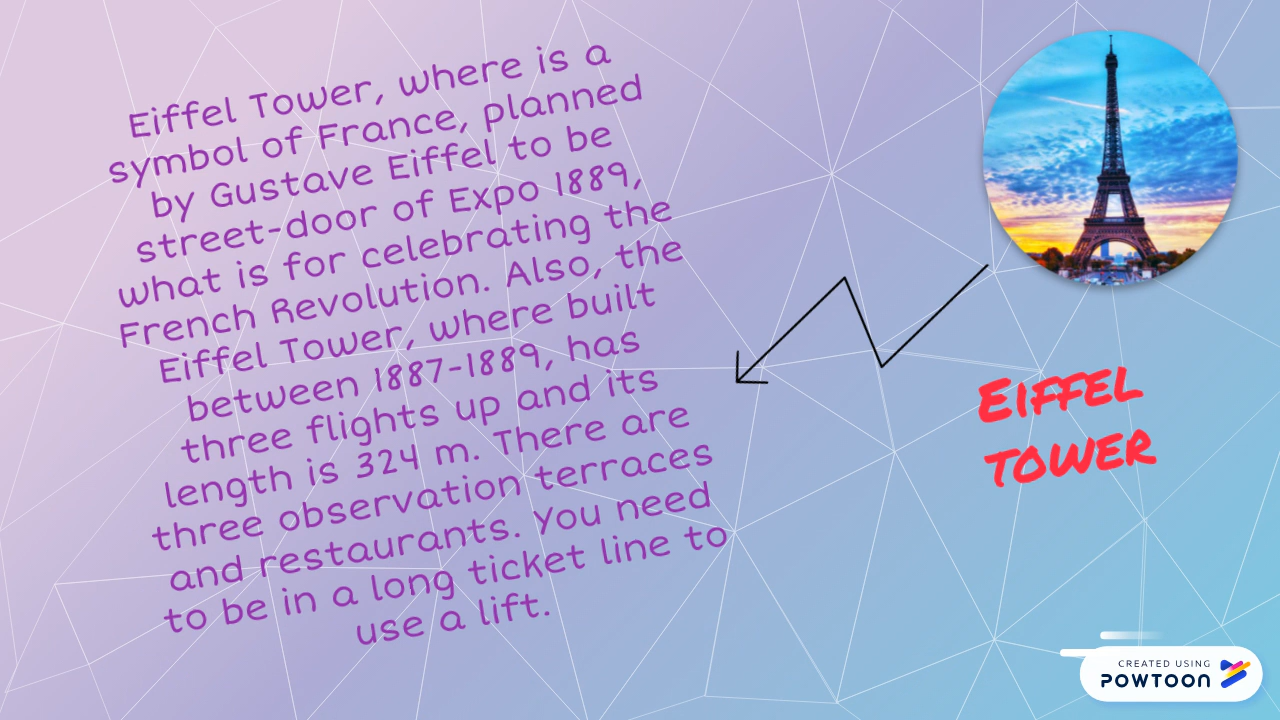 Eiffel Tower, where is a
symbol of France, planned
by Gustave Eiffel to be
street-door of Expo 1889,
what is for celebrating the
French Revolution. Also, the
Eiffel Tower, where built
between 1887-1889, has
three flights up and its
length is 324 m. There are
three observation terraces
and restaurants. You need
to be in a long ticket line to
use a lift.
EIFFEL
TOWER
CREATED USING
POWTOON